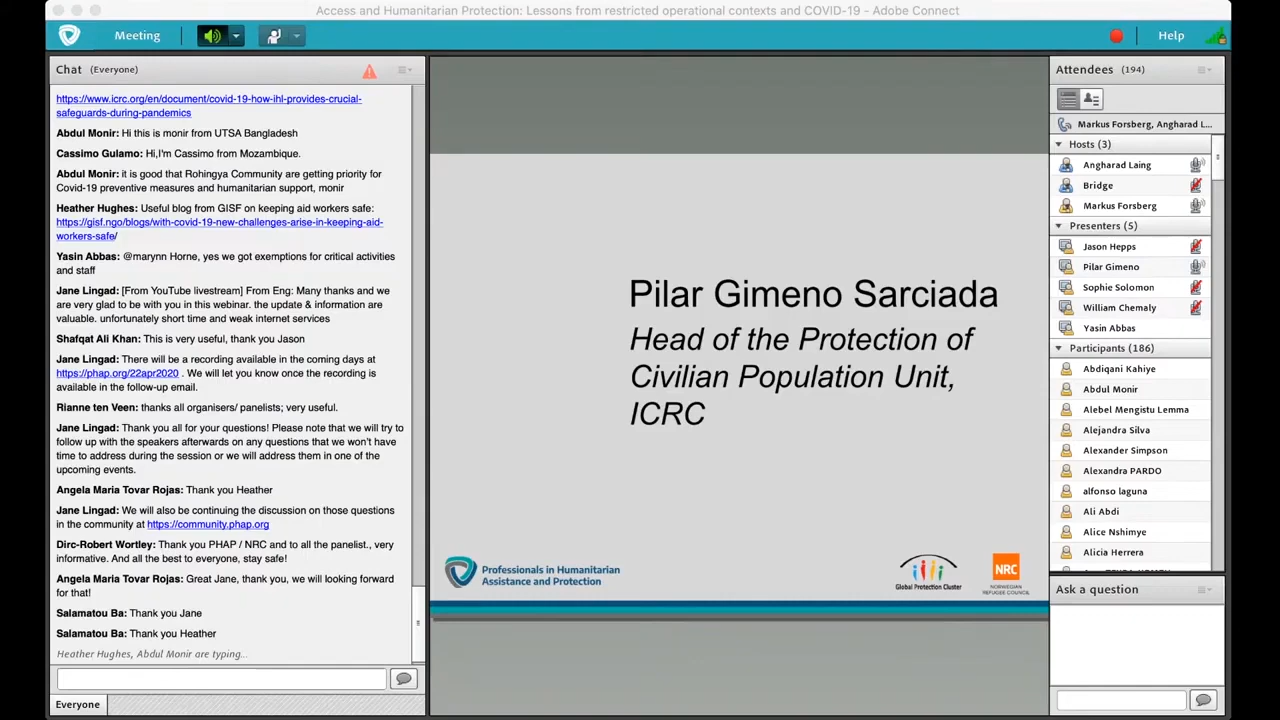 Access and Humanitarian Protection: Lessons from restricted operational contexts and COVID-19 - Adobe Connect
Meeting
Help
Chat (Everyone)
https://www.icrc.org/en/document/covid-19-how-ihl-provides-crucial-
safeguards-during-pandemics
Abdul Monir: Hi this is monir from UTSA Bangladesh
Cassimo Gulamo: Hi,I'm Cassimo from Mozambique.
Abdul Monir: it is good that Rohingya Community are getting priority for
Covid-19 preventive measures and humanitarian support, monir
Heather Hughes: Useful blog from GISF on keeping aid workers safe:
https://gisf.ngo/blogs/with-covid-19-new-challenges-arise-in-keeping-aid-
workers-safe/
Yasin Abbas: @marynn Horne, yes we got exemptions for critical activities
and staff
Jane Lingad: [From YouTube livestream] From Eng: Many thanks and we
are very glad to be with you in this webinar. the update & information are
valuable. unfortunately short time and weak internet services
Shafqat Ali Khan: This is very useful, thank you Jason
Jane Lingad: There will be a recording available in the coming days at
https://phap.org/22apr2020 . We will let you know once the recording is
available in the follow-up email.
Rianne ten Veen: thanks all organisers/ panelists; very useful.
Jane Lingad: Thank you all for your questions! Please note that we will try to
follow up with the speakers afterwards on any questions that we won't have
time to address during the session or we will address them in one of the
upcoming events.
Angela Maria Tovar Rojas: Thank you Heather
Jane Lingad: We will also be continuing the discussion on those questions
in the community at https://community.phap.org
Dirc-Robert Wortley: Thank you PHAP / NRC and to all the panelist., very
informative. And all the best to everyone, stay safe!
Angela Maria Tovar Rojas: Great Jane, thank you, we will looking forward
for that!
Salamatou Ba: Thank you Jane
Salamatou Ba: Thank you Heather
Heather Hughes, Abdul Monir are typing...
Everyone
Pilar Gimeno Sarciada
Head of the Protection of
Civilian Population Unit,
ICRC
Professionals in Humanitarian
Assistance and Protection
Global Protection Cluster
NRC
NORWEGIAN
REFUGEE COUNCIL
Attendees (194)
Markus Forsberg, Angharad L...
Hosts (3)
Angharad Laing
Bridge
Markus Forsberg
Presenters (5)
Jason Hepps
Pilar Gimeno
Sophie Solomon
William Chemaly
Yasin Abbas
Participants (186)
Abdiqani Kahiye
Abdul Monir
Alebel Mengistu Lemma
Alejandra Silva
Alexander Simpson
Alexandra PARDO
alfonso laguna
Ali Abdi
Alice Nshimye
Alicia Herrera
Ask a question